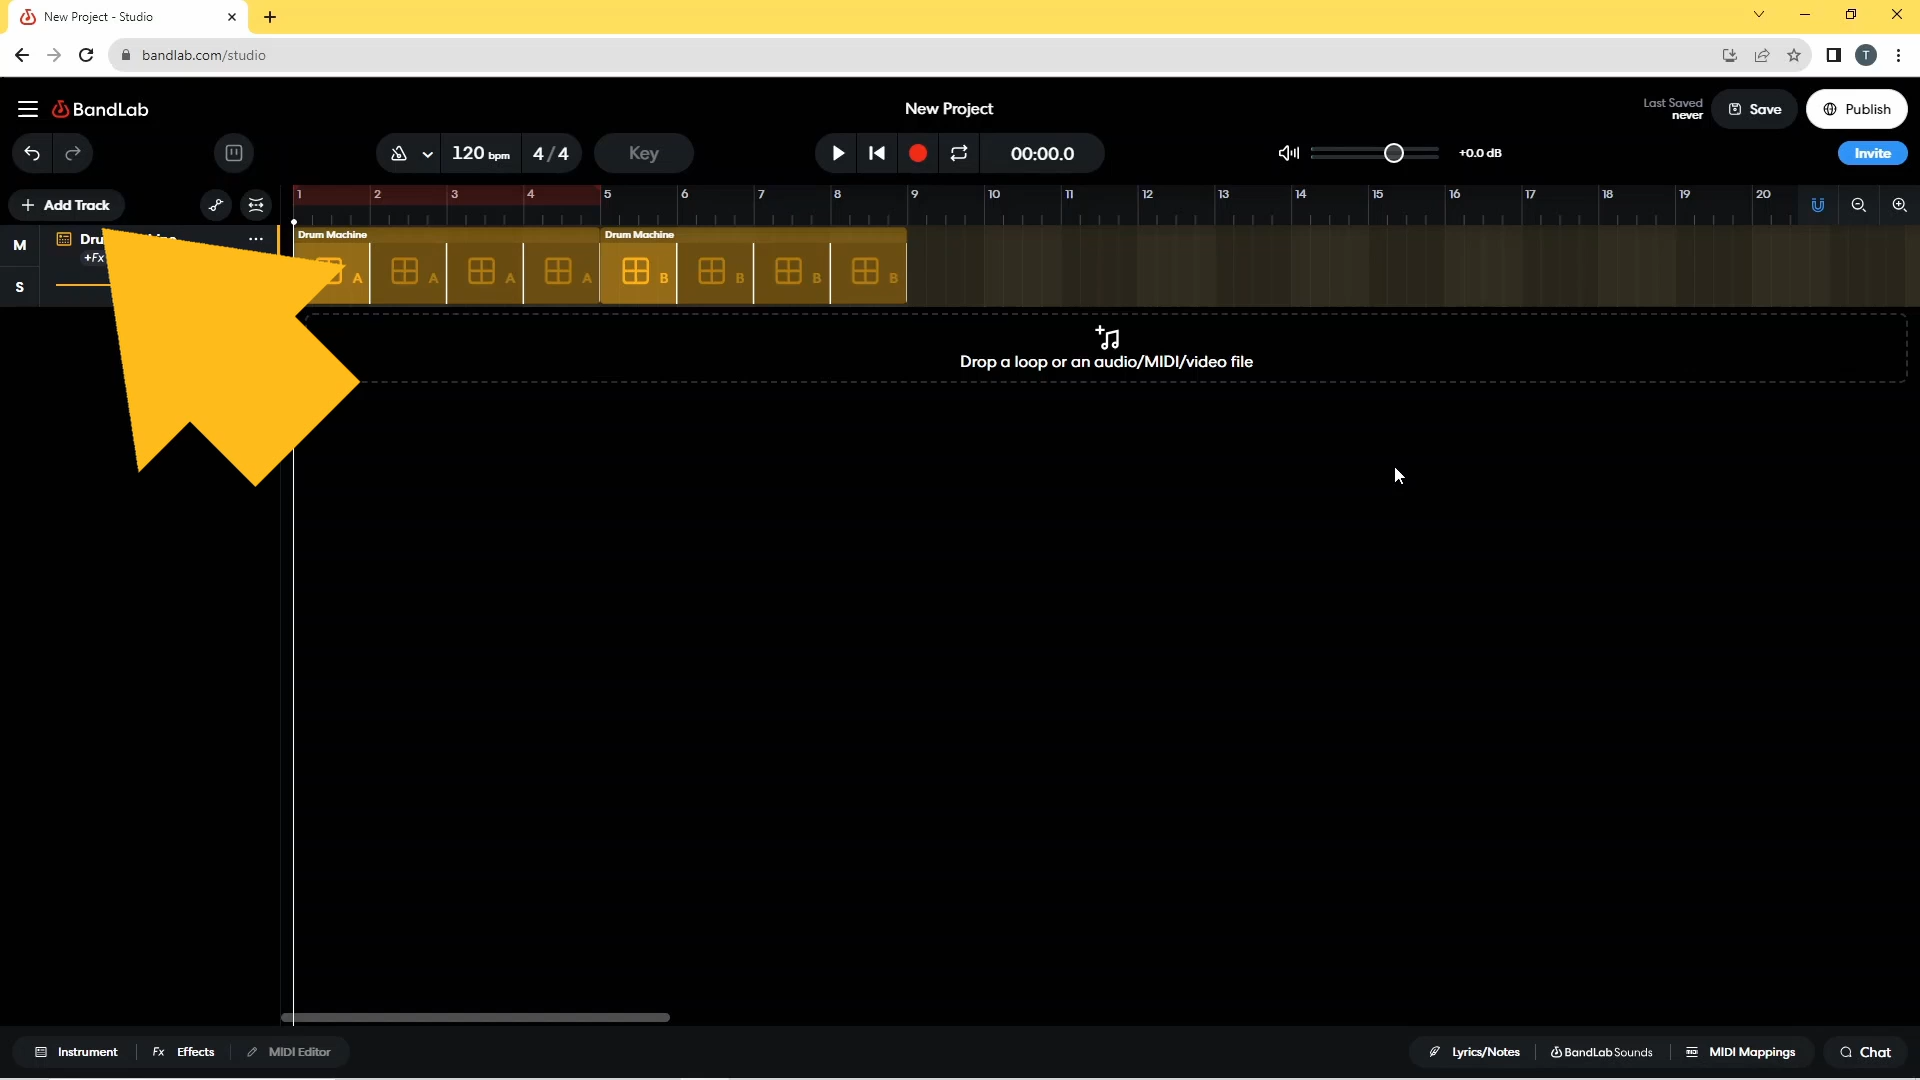 New Project - Studio
bandlab.com/studio
T
BandLab
New Project
Last Saved
never
Save
Publish
120 bpm
4/4
Key
00:00.0
+0.0 dB
Invite
Add Track
1 2 3 4 5 6 7 8 9 10 11 12 13 14 15 16 17 18 19 20
M
+Fx
S
Drum Machine
Drum Machine
A A A A B B B B
Drop a loop or an audio/MIDI/video file
Instrument
Fx Effects
MIDI Editor
Lyrics/Notes
BandLab Sounds
MIDI Mappings
Chat